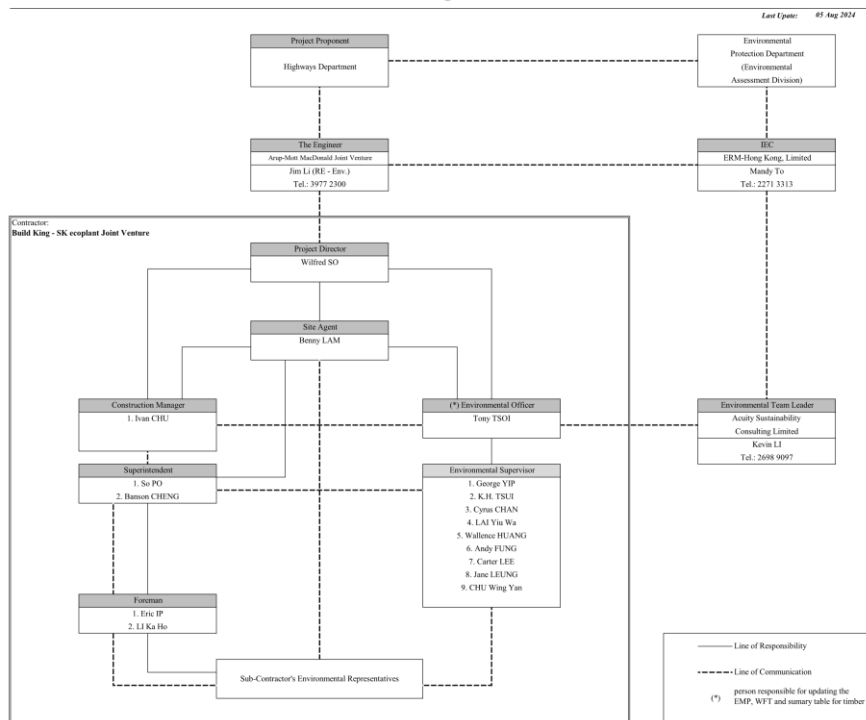 Last Upate: 05 Aug 2024
Project Proponent
Highways Department
Environmental
Protection Department
(Environmental
Assessment Division)
The Engineer
Arup-Mott MacDonald Joint Venture
Jim Li (RE - Env.)
Tel.: 3977 2300
IEC
ERM-Hong Kong, Limited
Mandy To
Tel.: 2271 3313
Contractor:
Build King - SK ecoplant Joint Venture
Project Director
Wilfred SO
Site Agent
Benny LAM
Construction Manager
1. Ivan CHU
(*) Environmental Officer
Tony TSOI
Environmental Team Leader
Acuity Sustainability
Consulting Limited
Kevin LI
Tel.: 2698 9097
Superintendent
1. So PO
2. Banson CHENG
Environmental Supervisor
1. George YIP
2. K.H. TSUI
3. Cyrus CHAN
4. LAI Yiu Wa
5. Wallence HUANG
6. Andy FUNG
7. Carter LEE
8. Jane LEUNG
9. CHU Wing Yan
Foreman
1. Eric IP
2. LI Ka Ho
Sub-Contractor's Environmental Representatives
Line of Responsibility
Line of Communication
(*) person responsible for updating the
EMP, WFT and sumary table for timber